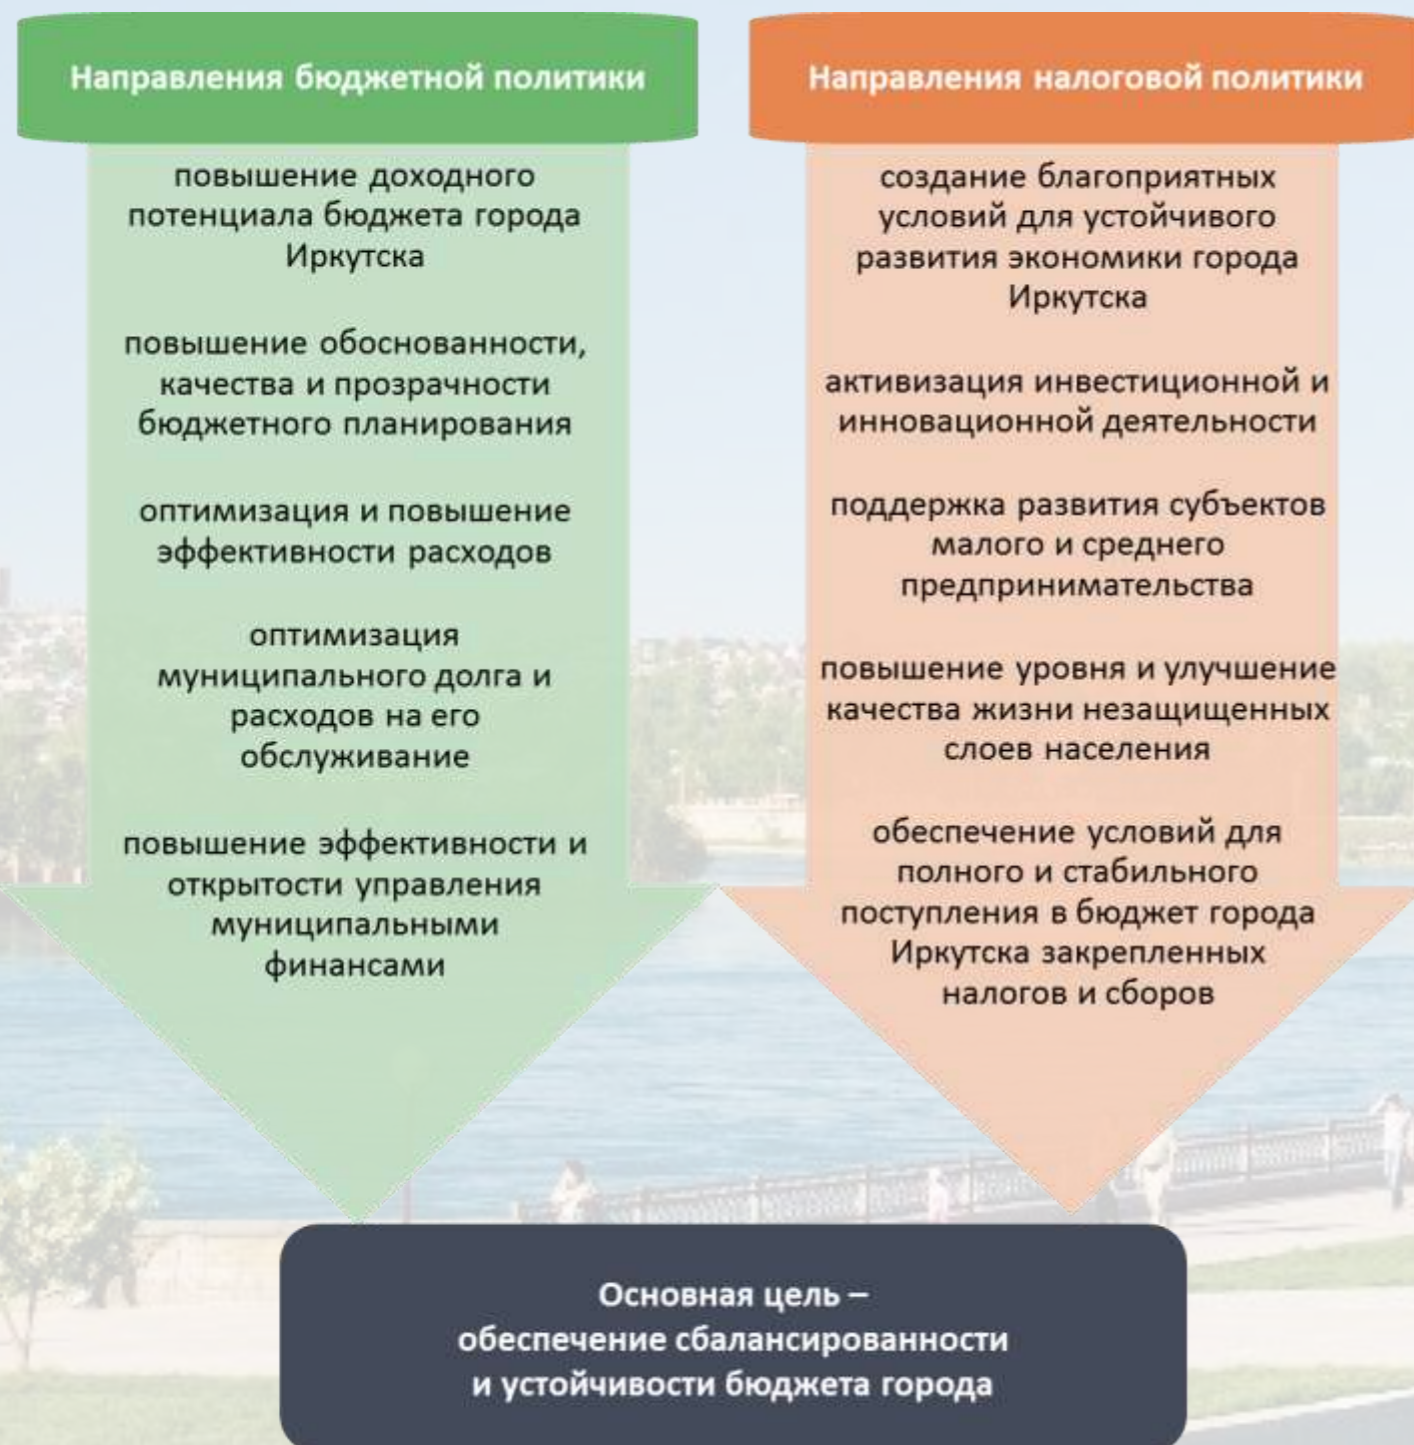 Направления бюджетной политики
повышение доходного
потенциала бюджета города
Иркутска
повышение обоснованности,
качества и прозрачности
бюджетного планирования
оптимизация и повышение
эффективности расходов
оптимизация
муниципального долга и
расходов на его
обслуживание
повышение эффективности и
открытости управления
муниципальными
финансами
Направления налоговой политики
создание благоприятных
условий для устойчивого
развития экономики города
Иркутска
активизация инвестиционной и
инновационной деятельности
поддержка развития субъектов
малого и среднего
предпринимательства
повышение уровня и улучшение
качества жизни незащищенных
слоев населения
обеспечение условий для
полного и стабильного
поступления в бюджет города
Иркутска закрепленных
налогов и сборов
Основная цель –
обеспечение сбалансированности
и устойчивости бюджета города